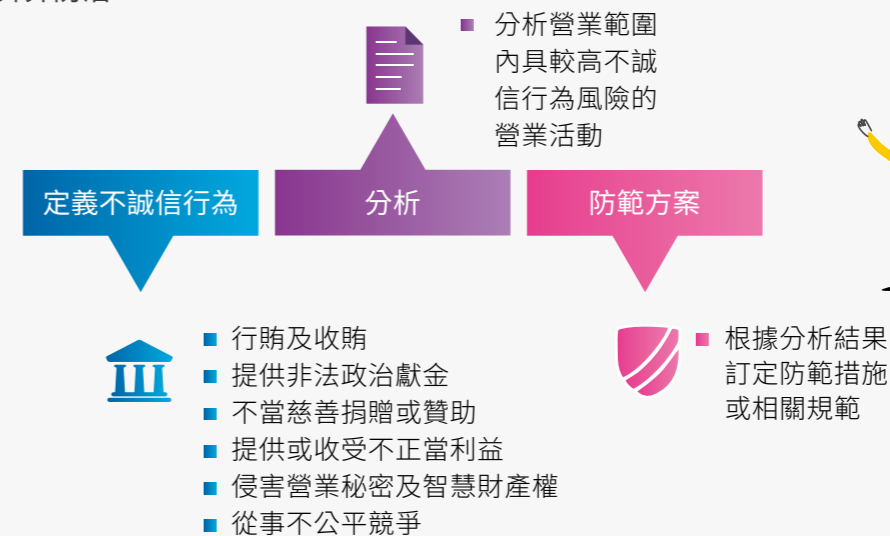 分析營業範圍
內具較高不誠
信行為風險的
營業活動
定義不誠信行為
分析
防範方案
行賄及收賄
提供非法政治獻金
不當慈善捐贈或贊助
提供或收受不正當利益
侵害營業秘密及智慧財產權
從事不公平競爭
根據分析結果
訂定防範措施
或相關規範